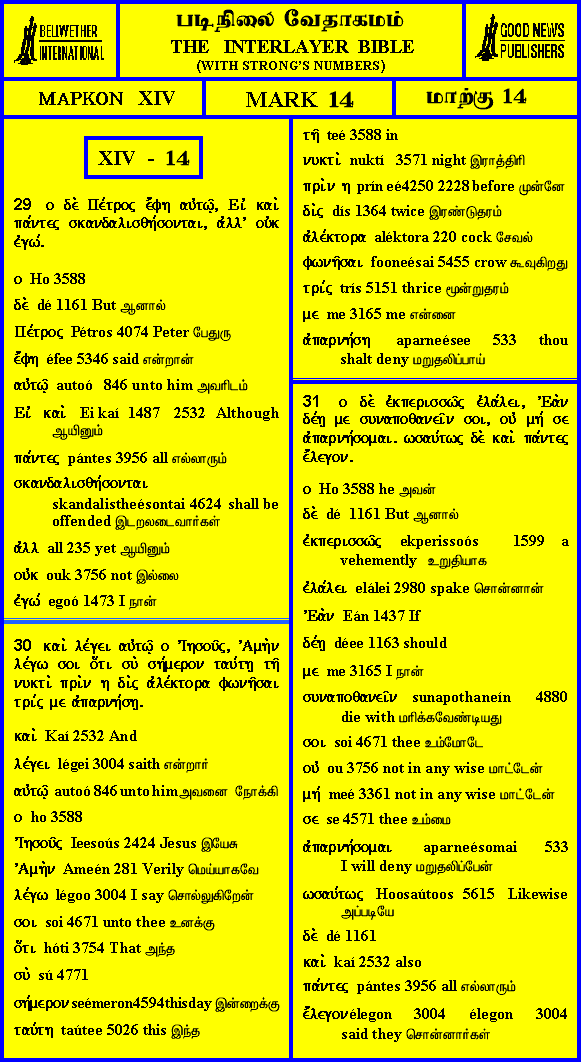 BELLWETHER
INTERNATIONAL
படிநிலை வேதாகமம்
THE INTERLAYER BIBLE
(WITH STRONG'S NUMBERS)
GOOD NEWS
PUBLISHERS
ΜΑΡΚΟΝ XIV
MARK 14
மாற்கு 14
XIV - 14
29 ο δὲ Πέτρος ἔφη αὐτῷ, Εἰ καὶ
πάντες σκανδαλισθήσονται, ἀλλ' οὐκ
ἐγώ.
ο Ho 3588
δὲ dé 1161 But ஆனால்
Πέτρος Pétros 4074 Peter பேதுரு
ἔφη éfee 5346 said என்றான்
αὐτῷ autoó 846 unto him அவரிடம்
Εἰ καὶ Ei kaí 1487 2532 Although
ஆயினும்
πάντες pántes 3956 all எல்லாரும்
σκανδαλισθήσονται
skandalistheésontai 4624 shall be
offended இடறலடைவார்கள்
ἀλλ all 235 yet ஆயினும்
οὐκ ouk 3756 not இல்லை
ἐγώ egoó 1473 I நான்
30 καὶ λέγει αὐτῷ ο Ἰησοῦς, Ἀμὴν
λέγω σοι ὅτι σὺ σήμερον ταύτῃ τῇ
νυκτὶ πρὶν η δὶς ἀλέκτορα φωνῆσαι
τρίς με ἀπαρνήσῃ.
καὶ Kaí 2532 And
λέγει légei 3004 saith என்றார்
αὐτῷ autoó 846 unto him அவனை நோக்கி
ο ho 3588
Ἰησοῦς Ieesoús 2424 Jesus இயேசு
Ἀμὴν Ameén 281 Verily மெய்யாகவே
λέγω légoo 3004 I say சொல்லுகிறேன்
σοι soi 4671 unto thee உனக்கு
ὅτι hóti 3754 That அந்த
σὺ sú 4771
σήμερον seémeron4594thisday இன்றைக்கு
ταύτῃ taútee 5026 this இந்த
τῇ teé 3588 in
νυκτὶ nuktí 3571 night இராத்திரி
πρὶν η prín eé4250 2228 before முன்னே
δὶς dís 1364 twice இரண்டுதரம்
ἀλέκτορα aléktora 220 cock சேவல்
φωνῆσαι fooneésai 5455 crow கூவுகிறது
τρίς trís 5151 thrice மூன்றுதரம்
με me 3165 me என்னை
ἀπαρνήσῃ aparneésee 533 thou
shalt deny மறுதலிப்பாய்
31 ο δὲ ἐκπερισσῶς ἐλάλει, Ἐὰν
δέῃ με συναποθανεῖν σοι, οὐ μή σε
ἀπαρνήσομαι. ωσαύτως δὲ καὶ πάντες
ἔλεγον.
ο Ho 3588 he அவன்
δὲ dé 1161 But ஆனால்
ἐκπερισσῶς ekperissoós 1599 a
vehemently உறுதியாக
ἐλάλει elálei 2980 spake சொன்னான்
Ἐὰν Eán 1437 If
δέῃ déee 1163 should
με me 3165 I நான்
συναποθανεῖν sunapothaneín 4880
die with மரிக்கவேண்டியது
σοι soi 4671 thee உம்மோடே
οὐ ou 3756 not in any wise மாட்டேன்
μή meé 3361 not in any wise மாட்டேன்
σε se 4571 thee உம்மை
ἀπαρνήσομαι aparneésomai 533
I will deny மறுதலிப்பேன்
ωσαύτως Hoosaútoos 5615 Likewise
அப்படியே
δὲ dé 1161
καὶ kaí 2532 also
πάντες pántes 3956 all எல்லாரும்
ἔλεγον élegon 3004 élegon 3004
said they சொன்னார்கள்